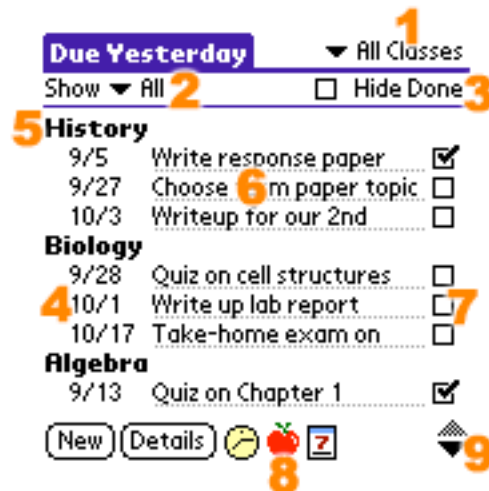 1
Due Yesterday All Classes
Show All 2 Hide Done 3
5 History
9/5 Write response paper
9/27 Choose 6 m paper topic
10/3 Writeup for our 2nd
Biology
9/28 Quiz on cell structures
4 10/1 Write up lab report 7
10/17 Take-home exam on
Algebra
9/13 Quiz on Chapter 1
New Details 7 9
8